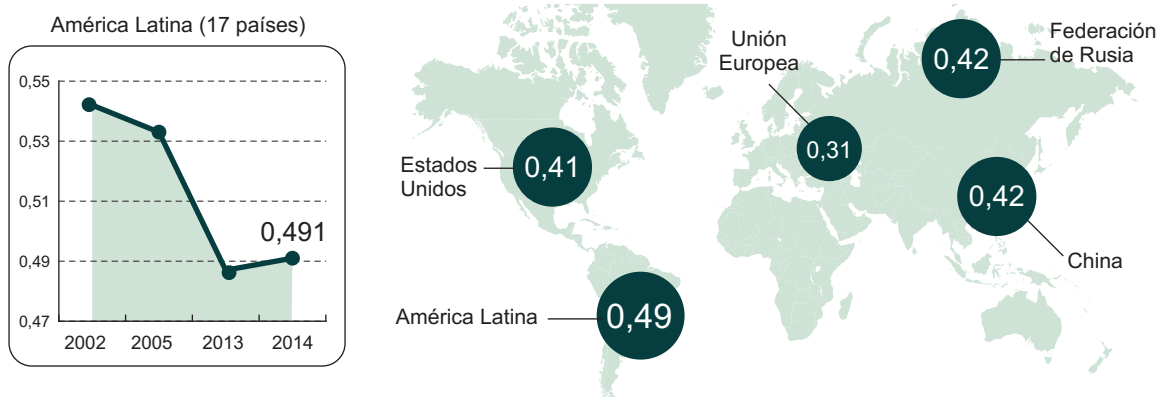 América Latina (17 países)
0,55
0,53
0,51
0,49
0,47
0,491
2002 2005 2013 2014
Estados
Unidos
0,41
América Latina
0,49
Unión
Europea
0,31
Federación
de Rusia
0,42
0,42
China